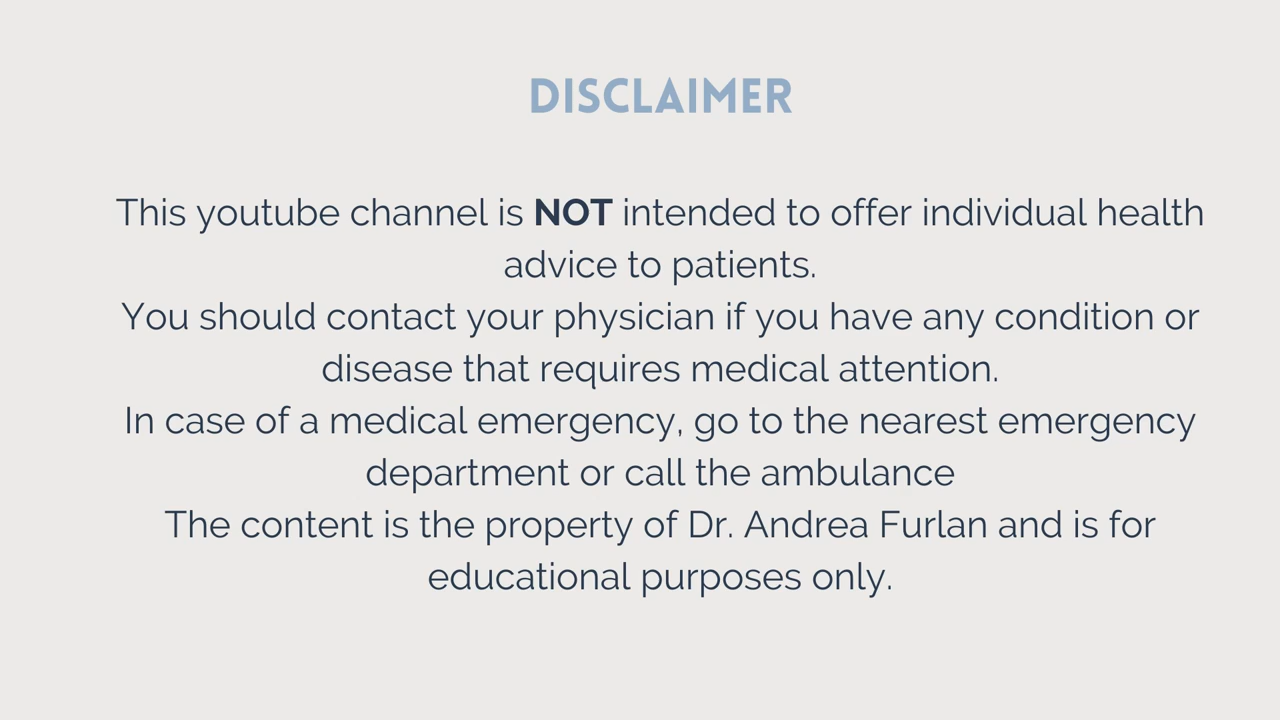 DISCLAIMER
This youtube channel is NOT intended to offer individual health
advice to patients.
You should contact your physician if you have any condition or
disease that requires medical attention.
In case of a medical emergency, go to the nearest emergency
department or call the ambulance
The content is the property of Dr. Andrea Furlan and is for
educational purposes only.